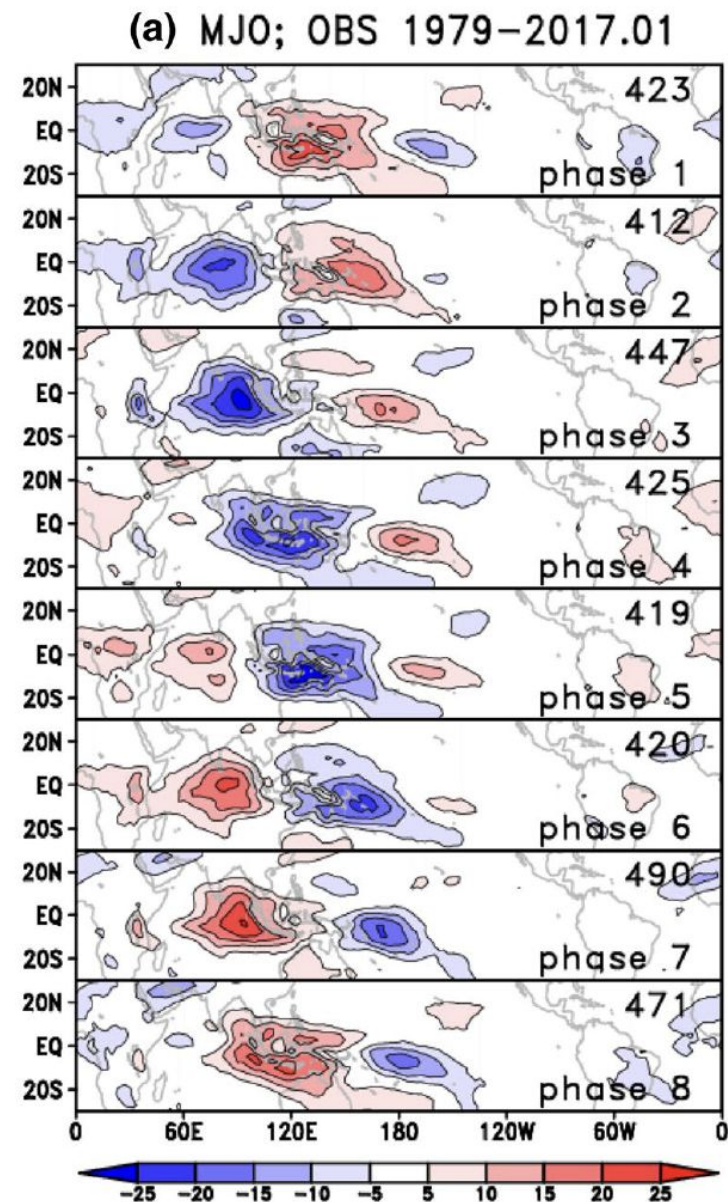 (a) MJO; OBS 1979-2017.01
20N
EQ
20S
423
phase 1
20N
EQ
20S
412
phase 2
20N
EQ
20S
447
phase 3
20N
EQ
20S
425
phase 4
20N
EQ
20S
419
phase 5
20N
EQ
20S
420
phase 6
20N
EQ
20S
490
phase 7
20N
EQ
20S
471
phase 8
0 60E 120E 180 120W 60W 0
-25 -20 -15 -10 -5 5 10 15 20 25